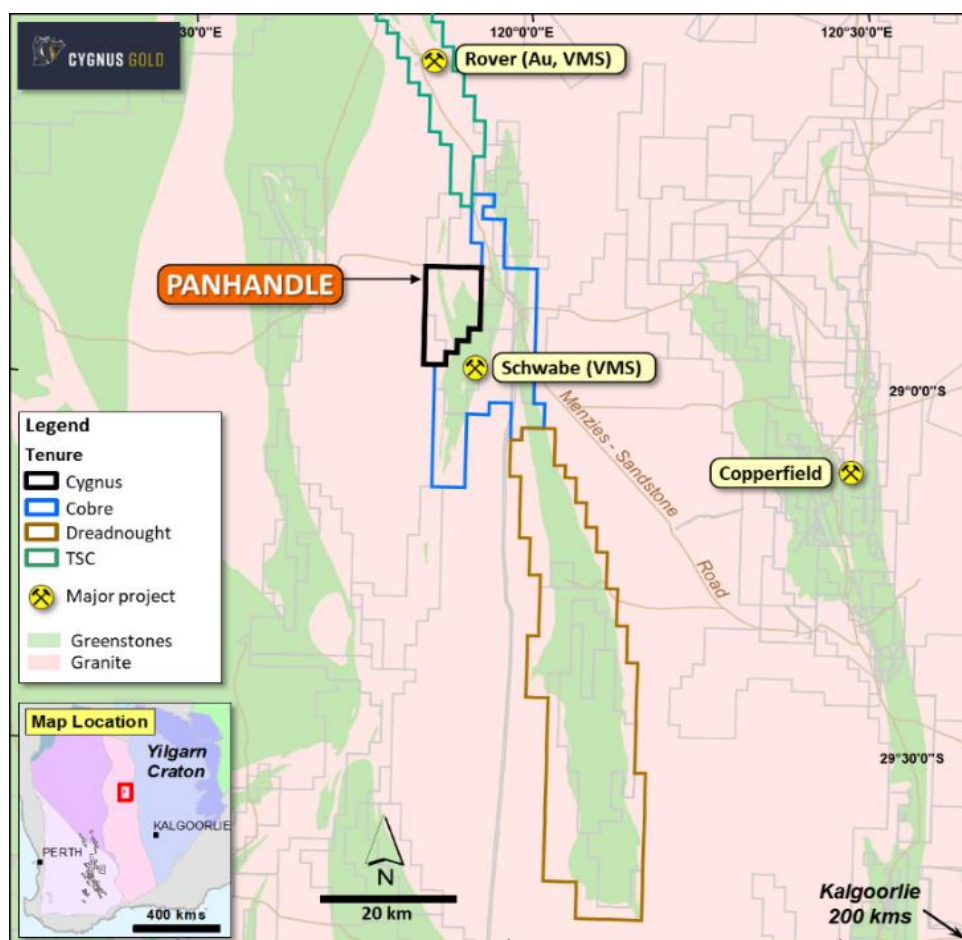 CYGNUS GOLD
30'0"E
120°0'0"E
120°30'0"E
Rover (Au, VMS)
PANHANDLE
Schwabe (VMS)
29°0'0"S
Menzies - Sandstone
Road
Copperfield
Legend
Tenure
Cygnus
Cobre
Dreadnought
TSC
Major project
Greenstones
Granite
29°30'0"S
Map Location
Yilgarn
Craton
KALGOORLIE
PERTH
400 kms
N
20 km
Kalgoorlie
200 kms